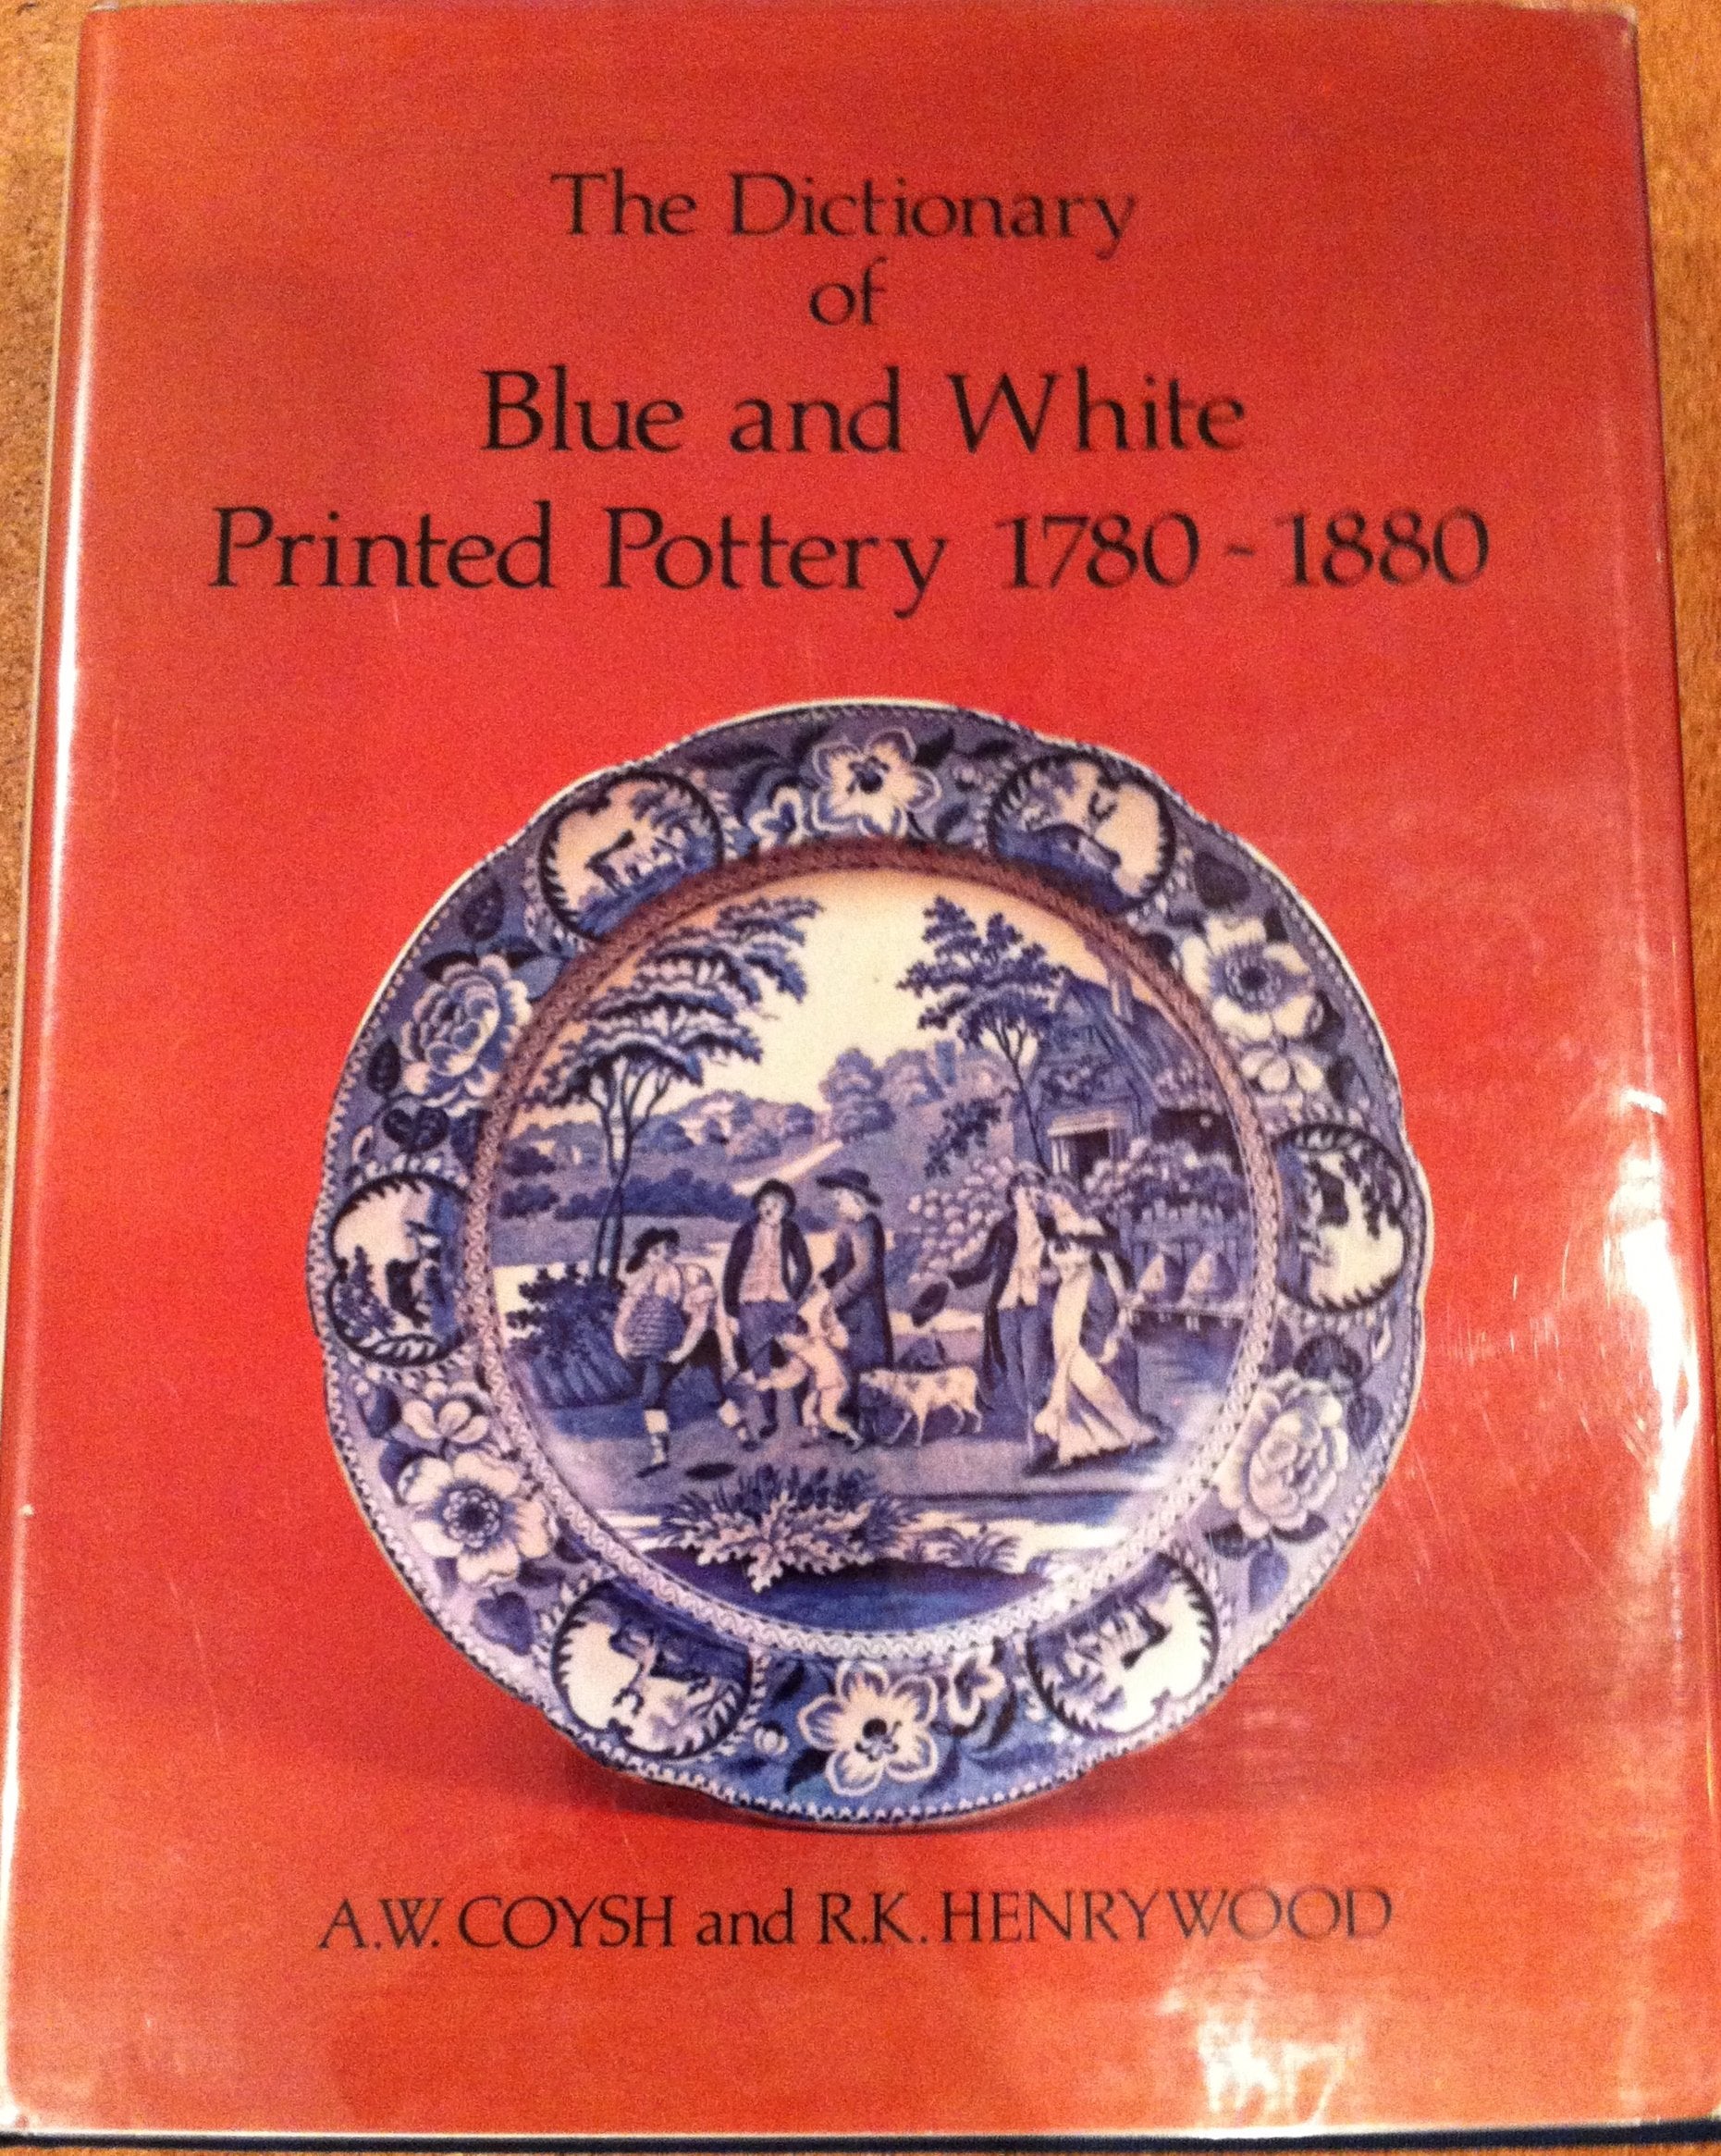 The Dictionary
of
Blue and White
Printed Pottery 1780 - 1880
A.W. COYSH and R.K. HENRYWOOD